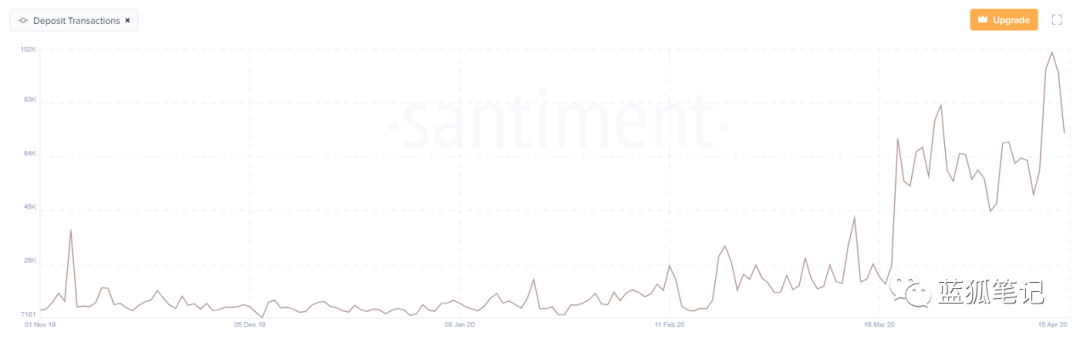 Deposit Transactions ×
Upgrade
102K
83K
64K
45K
26K
7181
·santiment·
01 Nov 19
05 Dec 19
08 Jan 20
11 Feb 20
16 Mar 20
15 Apr 20
蓝狐笔记